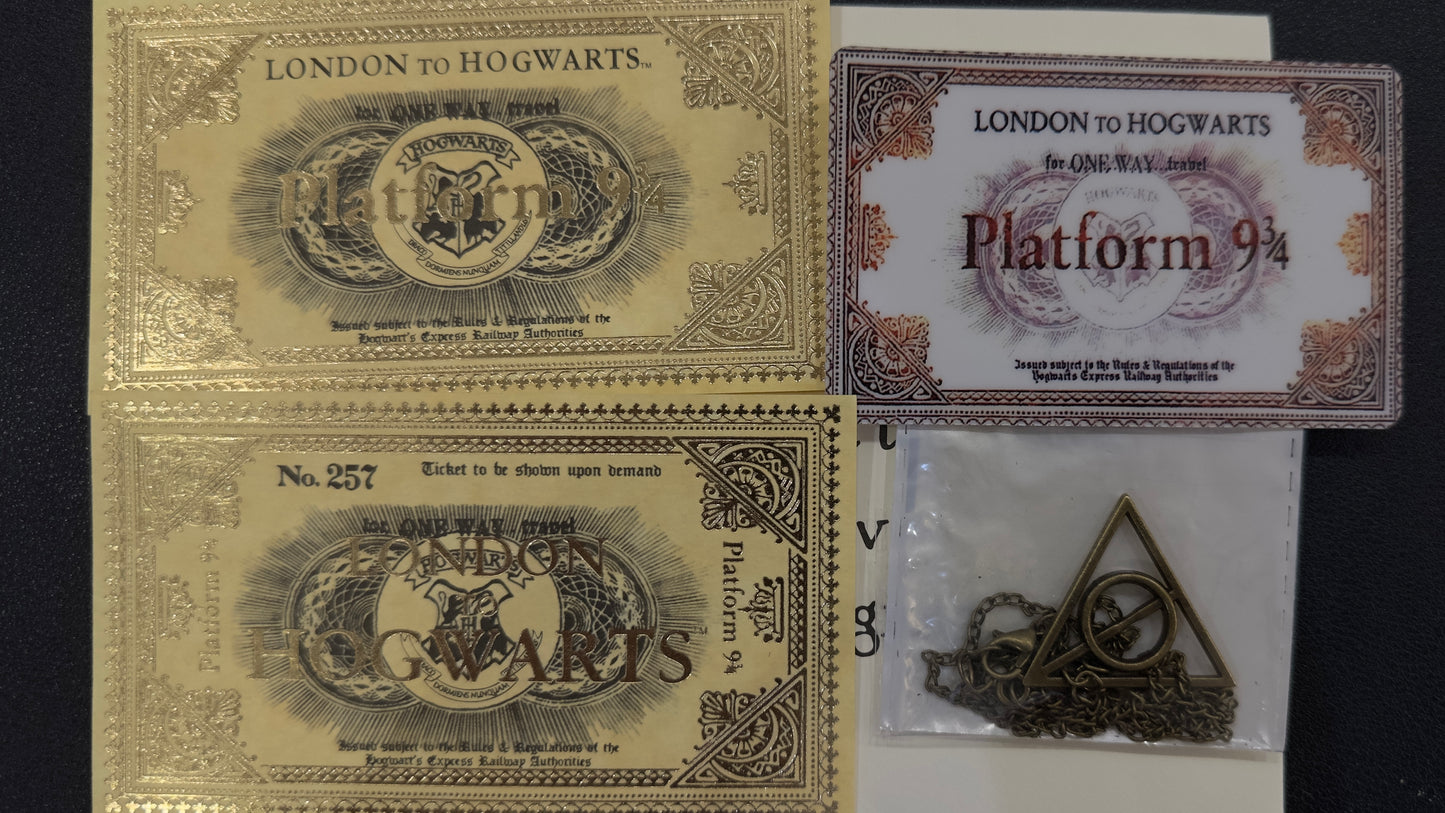 LONDON TO HOGWARTS™
for ONE WAY...travel
HOGWARTS
Platform 9¾
DRACO DORMIENS NUNQUAM TITILLANDUS
Issued subject to the Rules & Regulations of the
Hogwart's Express Railway Authorities
LONDON TO HOGWARTS
for ONE WAY...travel
HOGWARTS
Platform 9¾
Issued subject to the Rules & Regulations of the
Hogwarts Express Railway Authorities
No. 257
Ticket to be shown upon demand
for ONE WAY...travel
LONDON
HOGWARTS
TO
HOGWARTS™
Platform 9¾
Platform 9¾
DORMIENS NUNQUAM
Issued subject to the Rules & Regulations of the
Hogwart's Express Railway Authorities
v
g